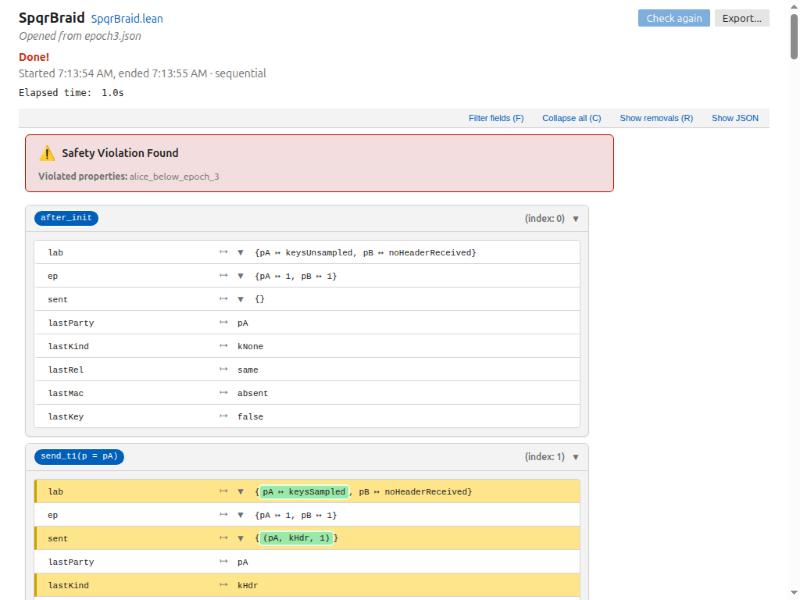 SpqrBraid SpqrBraid.lean
Check again Export...
Opened from epoch3.json
Done!
Started 7:13:54 AM, ended 7:13:55 AM · sequential
Elapsed time: 1.0s
Filter fields (F) Collapse all (C) Show removals (R) Show JSON
⚠️ Safety Violation Found
Violated properties: alice_below_epoch_3
after_init (index: 0) ▼
lab ↦ ▼ {pA ↦ keysUnsampled, pB ↦ noHeaderReceived}
ep ↦ ▼ {pA ↦ 1, pB ↦ 1}
sent ↦ ▼ {}
lastParty ↦ pA
lastKind ↦ kNone
lastRel ↦ same
lastMac ↦ absent
lastKey ↦ false
send_t1(p = pA) (index: 1) ▼
lab ↦ ▼ {pA ↦ keysSampled, pB ↦ noHeaderReceived}
ep ↦ ▼ {pA ↦ 1, pB ↦ 1}
sent ↦ ▼ {(pA, kHdr, 1)}
lastParty ↦ pA
lastKind ↦ kHdr